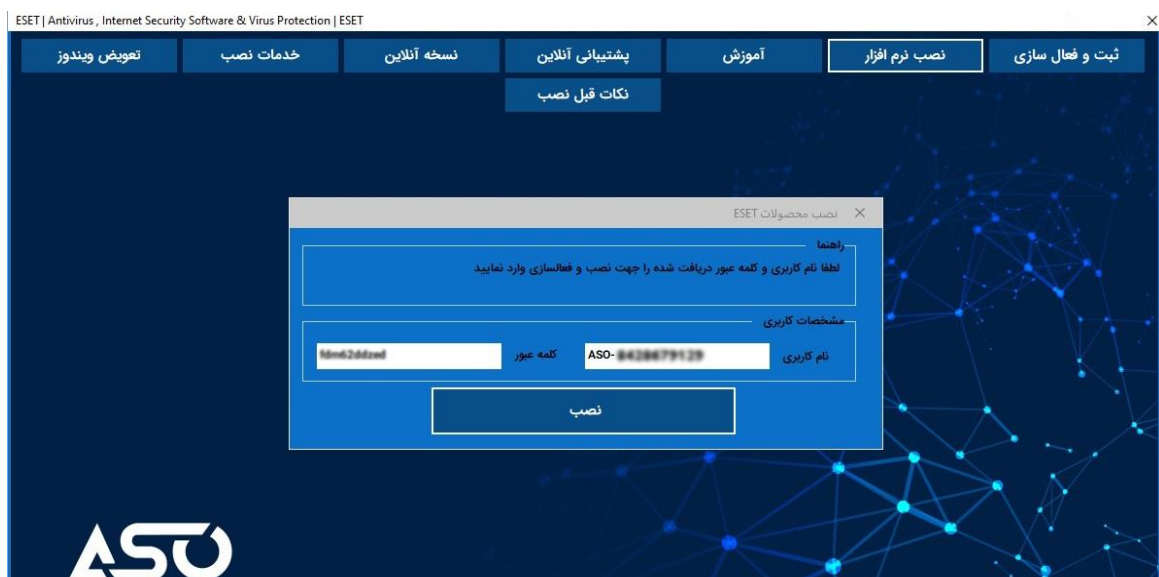 ESET | Antivirus , Internet Security Software & Virus Protection | ESET
ثبت و فعال سازی
نصب نرم افزار
آموزش
پشتیبانی آنلاین
نسخه آنلاین
خدمات نصب
تعویض ویندوز
نکات قبل نصب
نصب محصولات ESET
راهنما
لطفا نام کاربری و کلمه عبور دریافت شده را جهت نصب و فعالسازی وارد نمایید
مشخصات کاربری
نام کاربری
ASO-
کلمه عبور
نصب
ASO